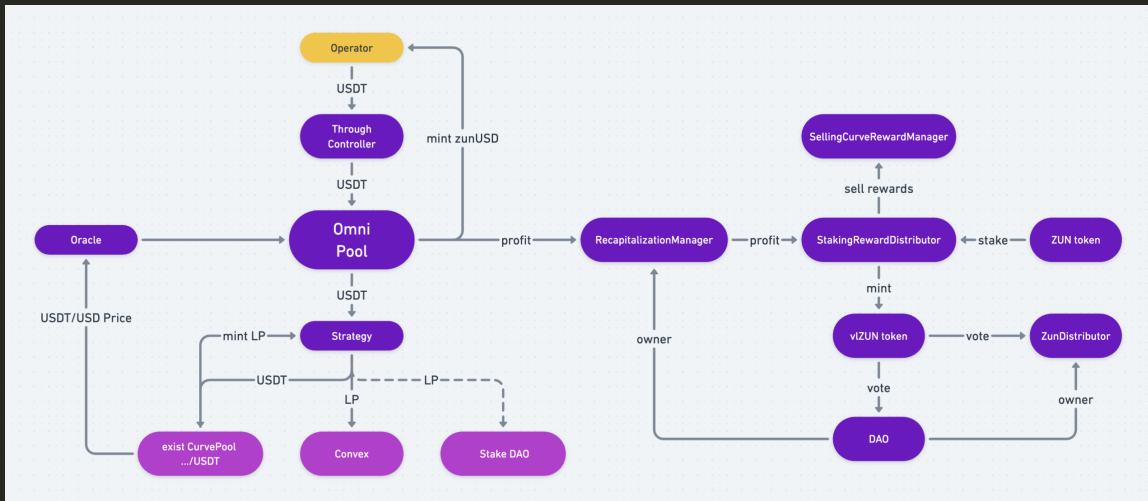 Operator
USDT
Through
Controller
mint zunUSD
SellingCurveRewardManager
USDT
sell rewards
Oracle
Omni
Pool
profit
RecapitalizationManager
profit
StakingRewardDistributor
stake
ZUN token
USDT
mint
USDT/USD Price
mint LP
Strategy
owner
vlZUN token
vote
ZunDistributor
USDT
LP
LP
vote
owner
exist CurvePool
.../USDT
Convex
Stake DAO
DAO